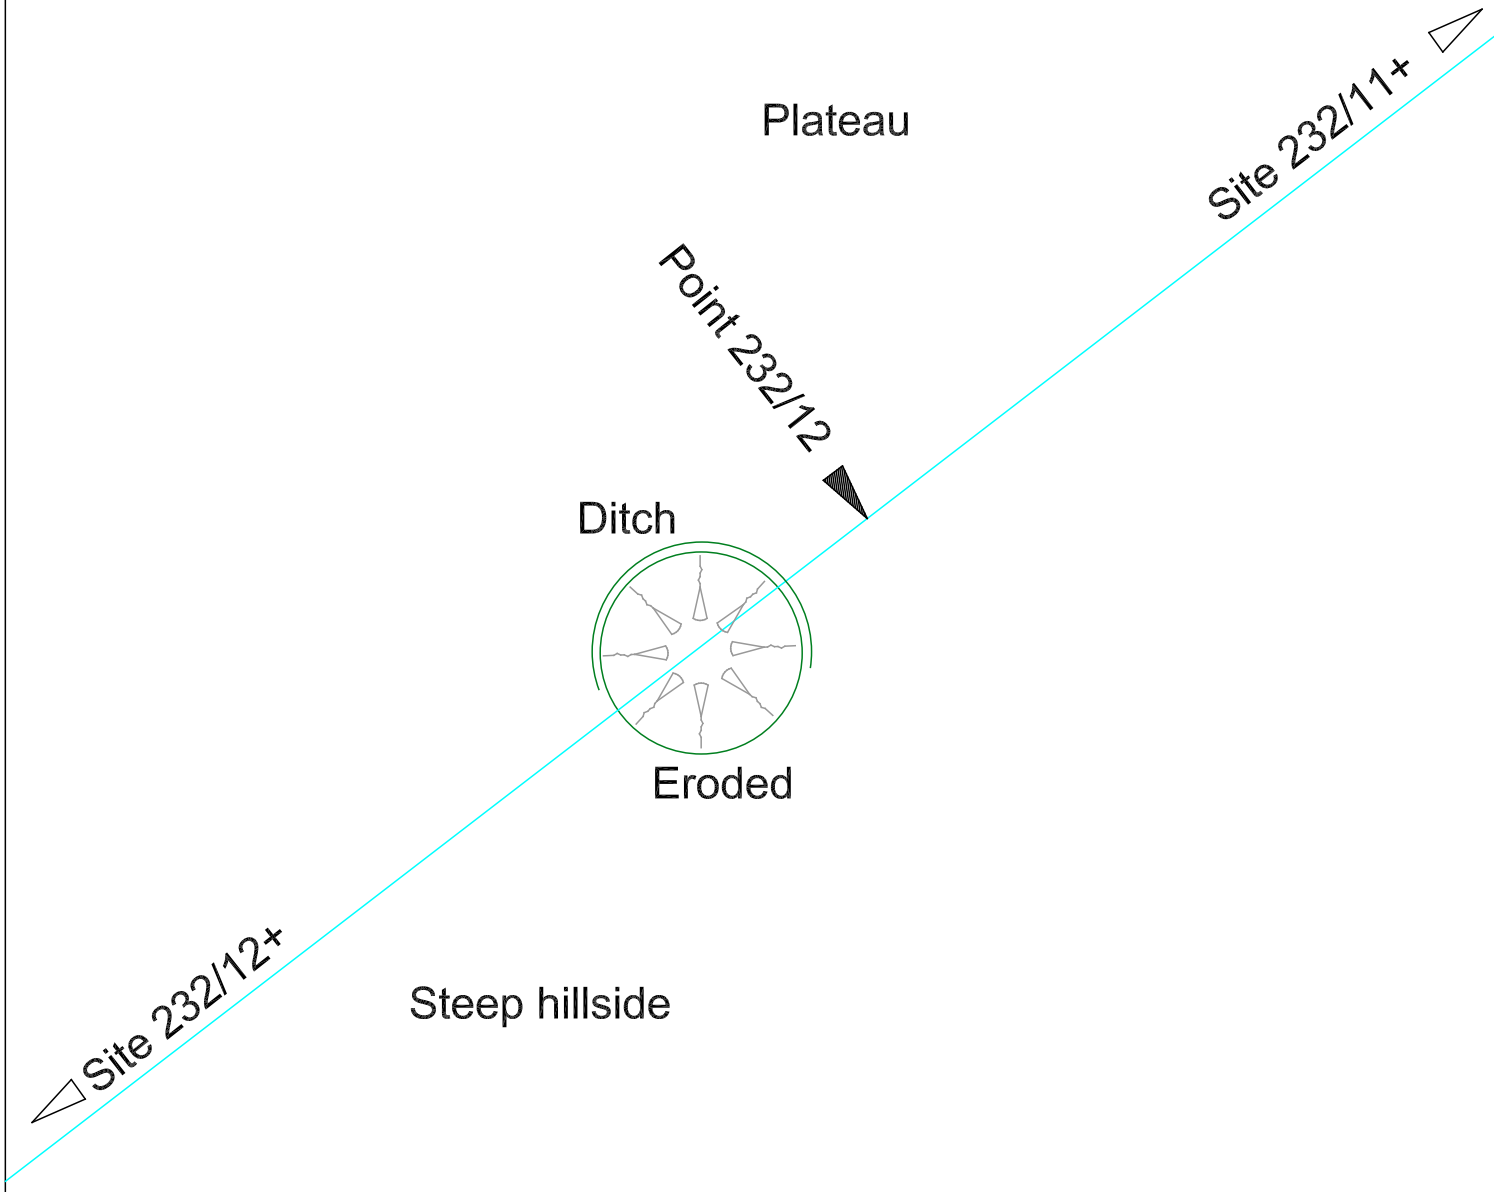 Plateau
Site 232/11+
Point 232/12
Ditch
Eroded
Site 232/12+
Steep hillside